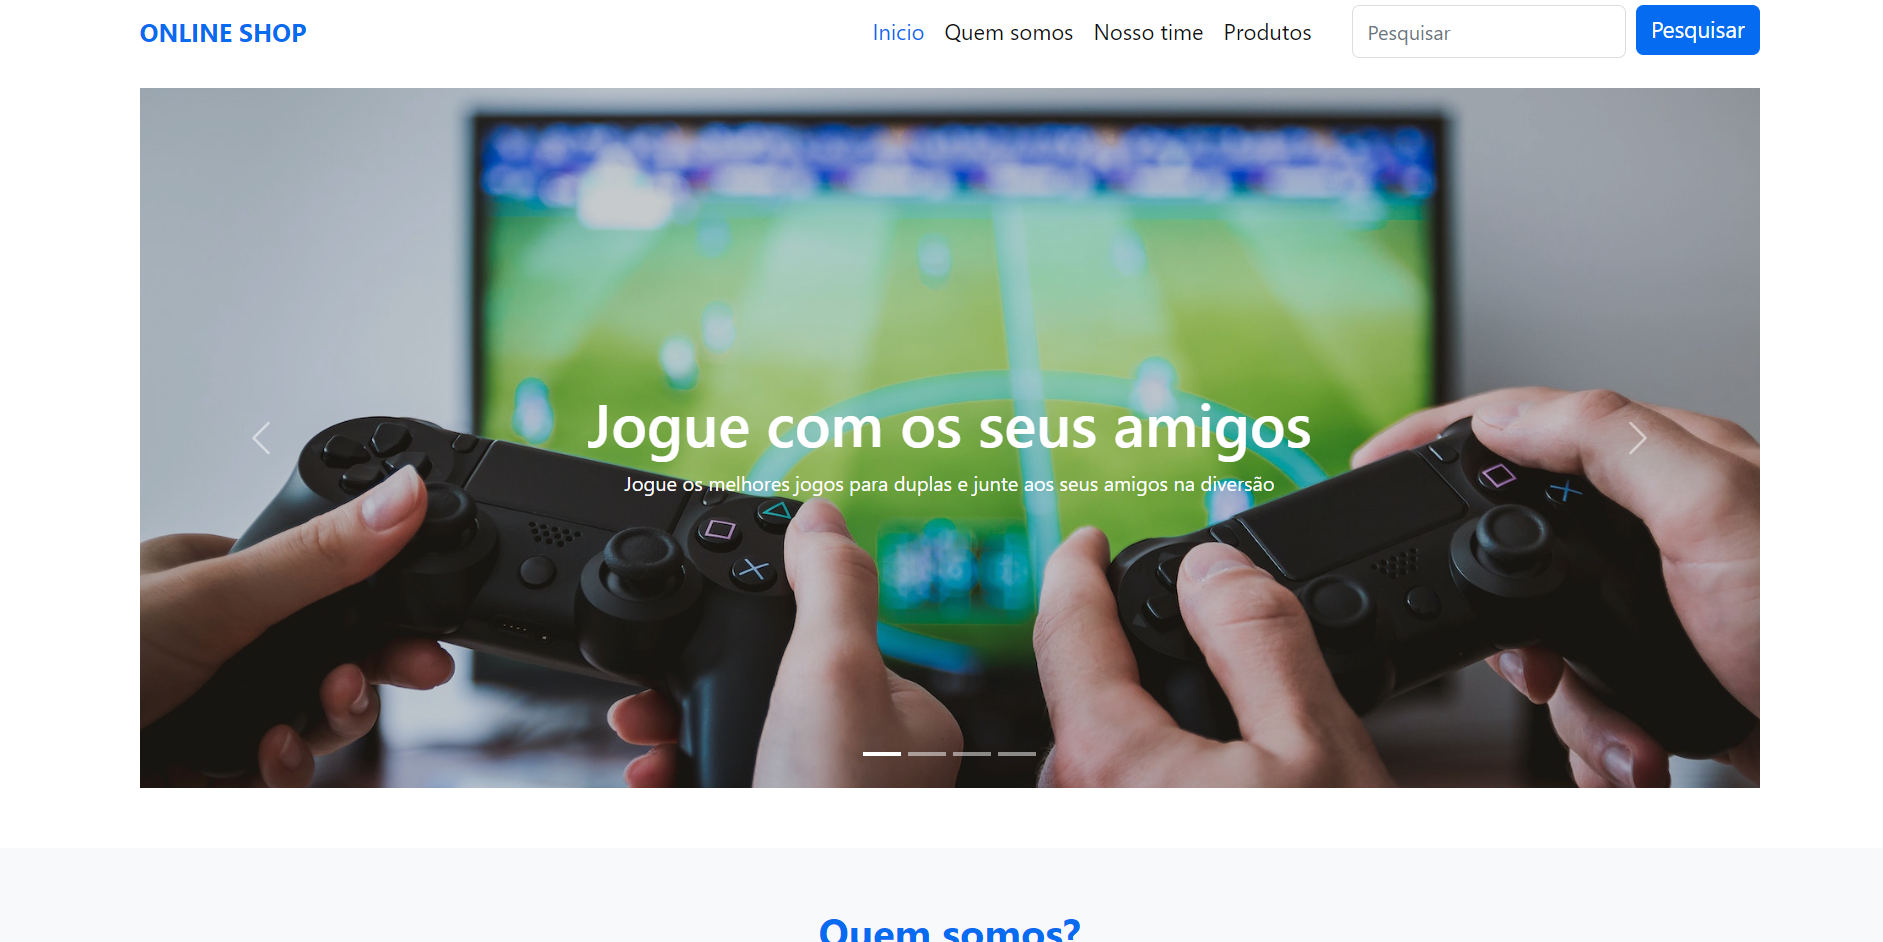 ONLINE SHOP
Inicio Quem somos Nosso time Produtos
Pesquisar
Pesquisar
Jogue com os seus amigos
Jogue os melhores jogos para duplas e junte aos seus amigos na diversão
Quem somos?